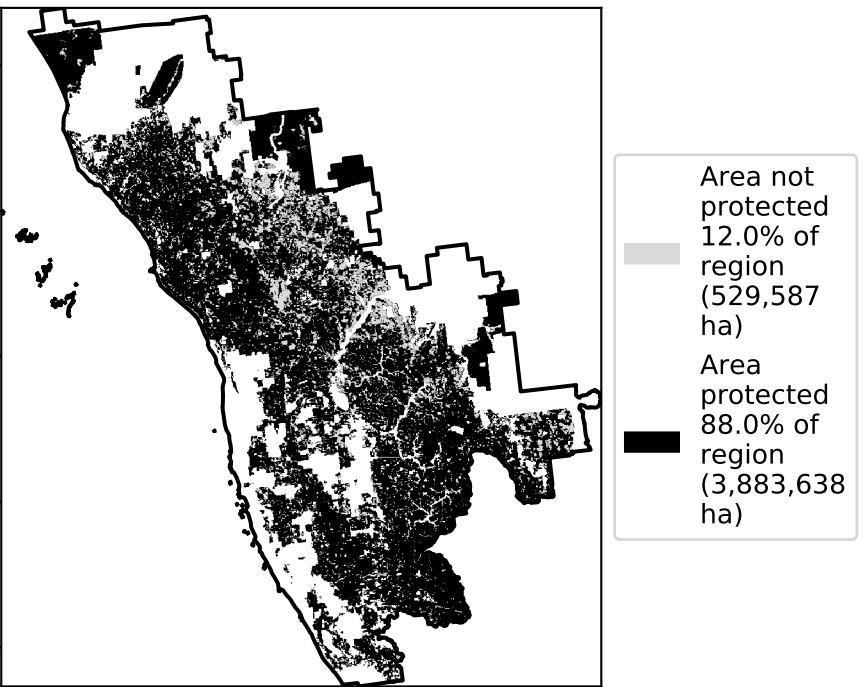 Area not
protected
12.0% of
region
(529,587
ha)
Area
protected
88.0% of
region
(3,883,638
ha)